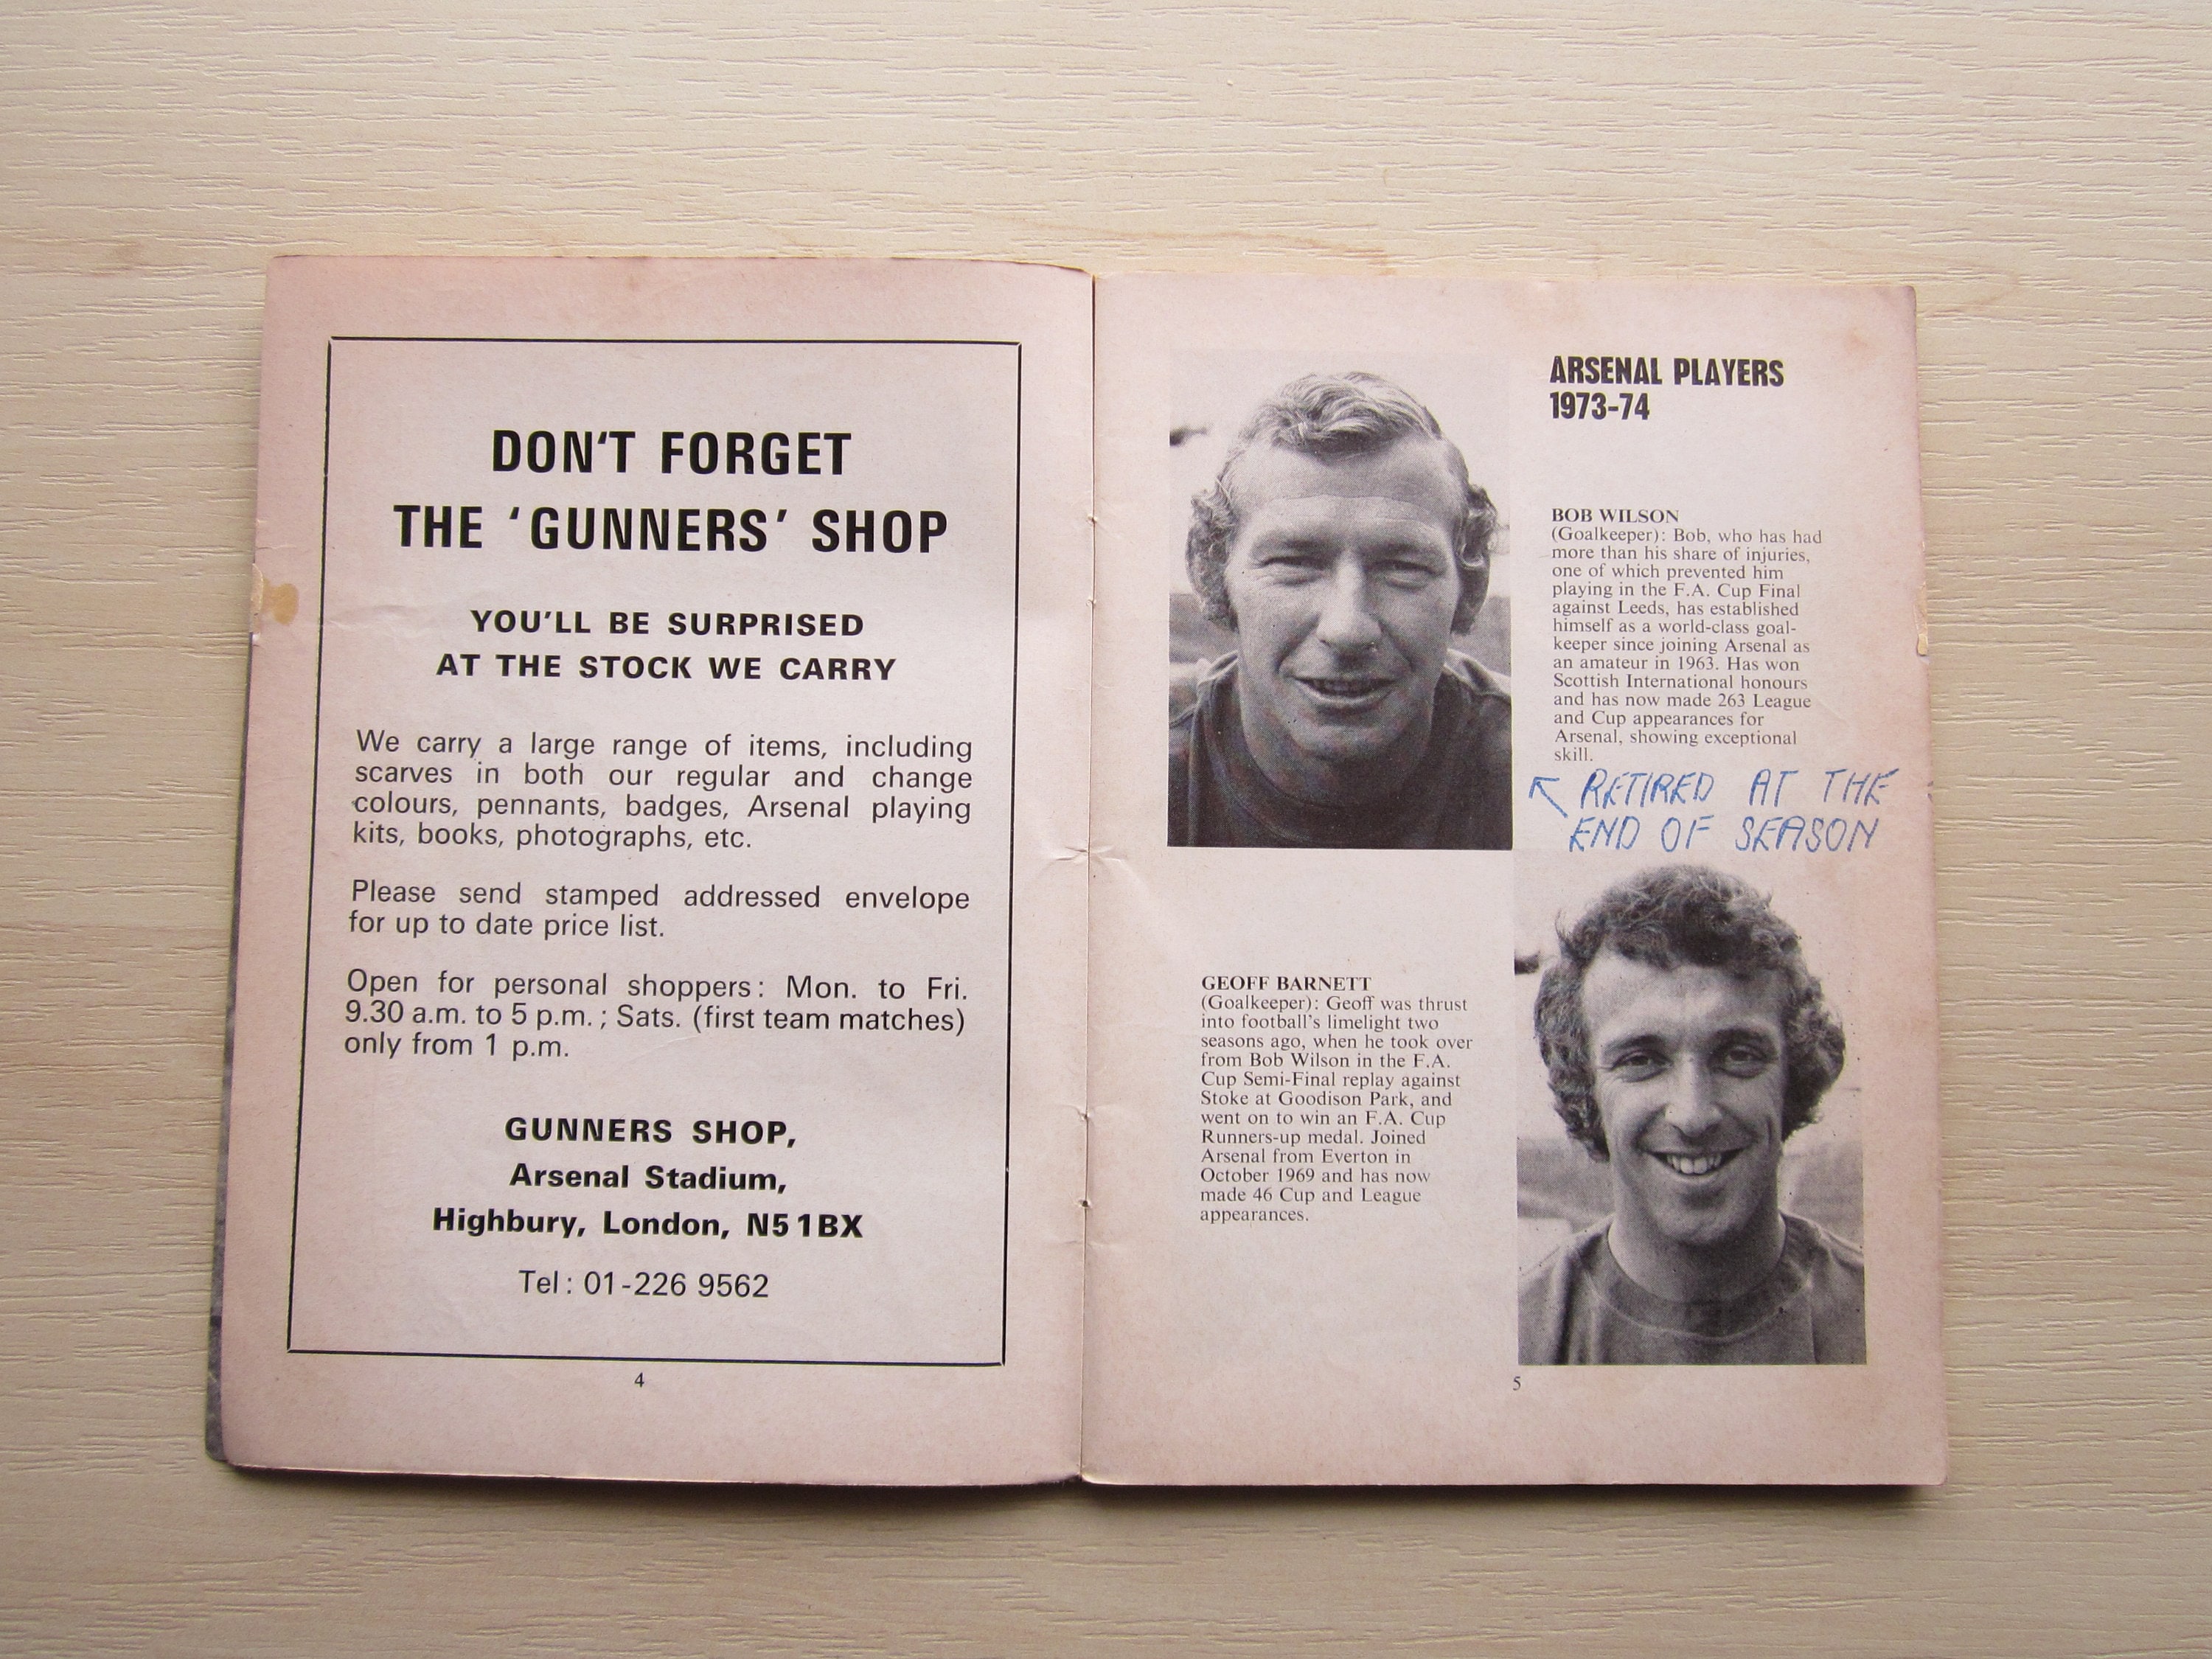 DON'T FORGET
THE 'GUNNERS' SHOP
YOU'LL BE SURPRISED
AT THE STOCK WE CARRY
We carry a large range of items, including
scarves in both our regular and change
colours, pennants, badges, Arsenal playing
kits, books, photographs, etc.
Please send stamped addressed envelope
for up to date price list.
Open for personal shoppers: Mon. to Fri.
9.30 a.m. to 5 p.m.; Sats. (first team matches)
only from 1 p.m.
GUNNERS SHOP,
Arsenal Stadium,
Highbury, London, N5 1BX
Tel: 01-226 9562
4
ARSENAL PLAYERS
1973-74
BOB WILSON
(Goalkeeper): Bob, who has had
more than his share of injuries,
one of which prevented him
playing in the F.A. Cup Final
against Leeds, has established
himself as a world-class goal-
keeper since joining Arsenal as
an amateur in 1963. Has won
Scottish International honours
and has now made 263 League
and Cup appearances for
Arsenal, showing exceptional
skill.
RETIRED AT THE
END OF SEASON
GEOFF BARNETT
(Goalkeeper): Geoff was thrust
into football's limelight two
seasons ago, when he took over
from Bob Wilson in the F.A.
Cup Semi-Final replay against
Stoke at Goodison Park, and
went on to win an F.A. Cup
Runners-up medal. Joined
Arsenal from Everton in
October 1969 and has now
made 46 Cup and League
appearances.
5